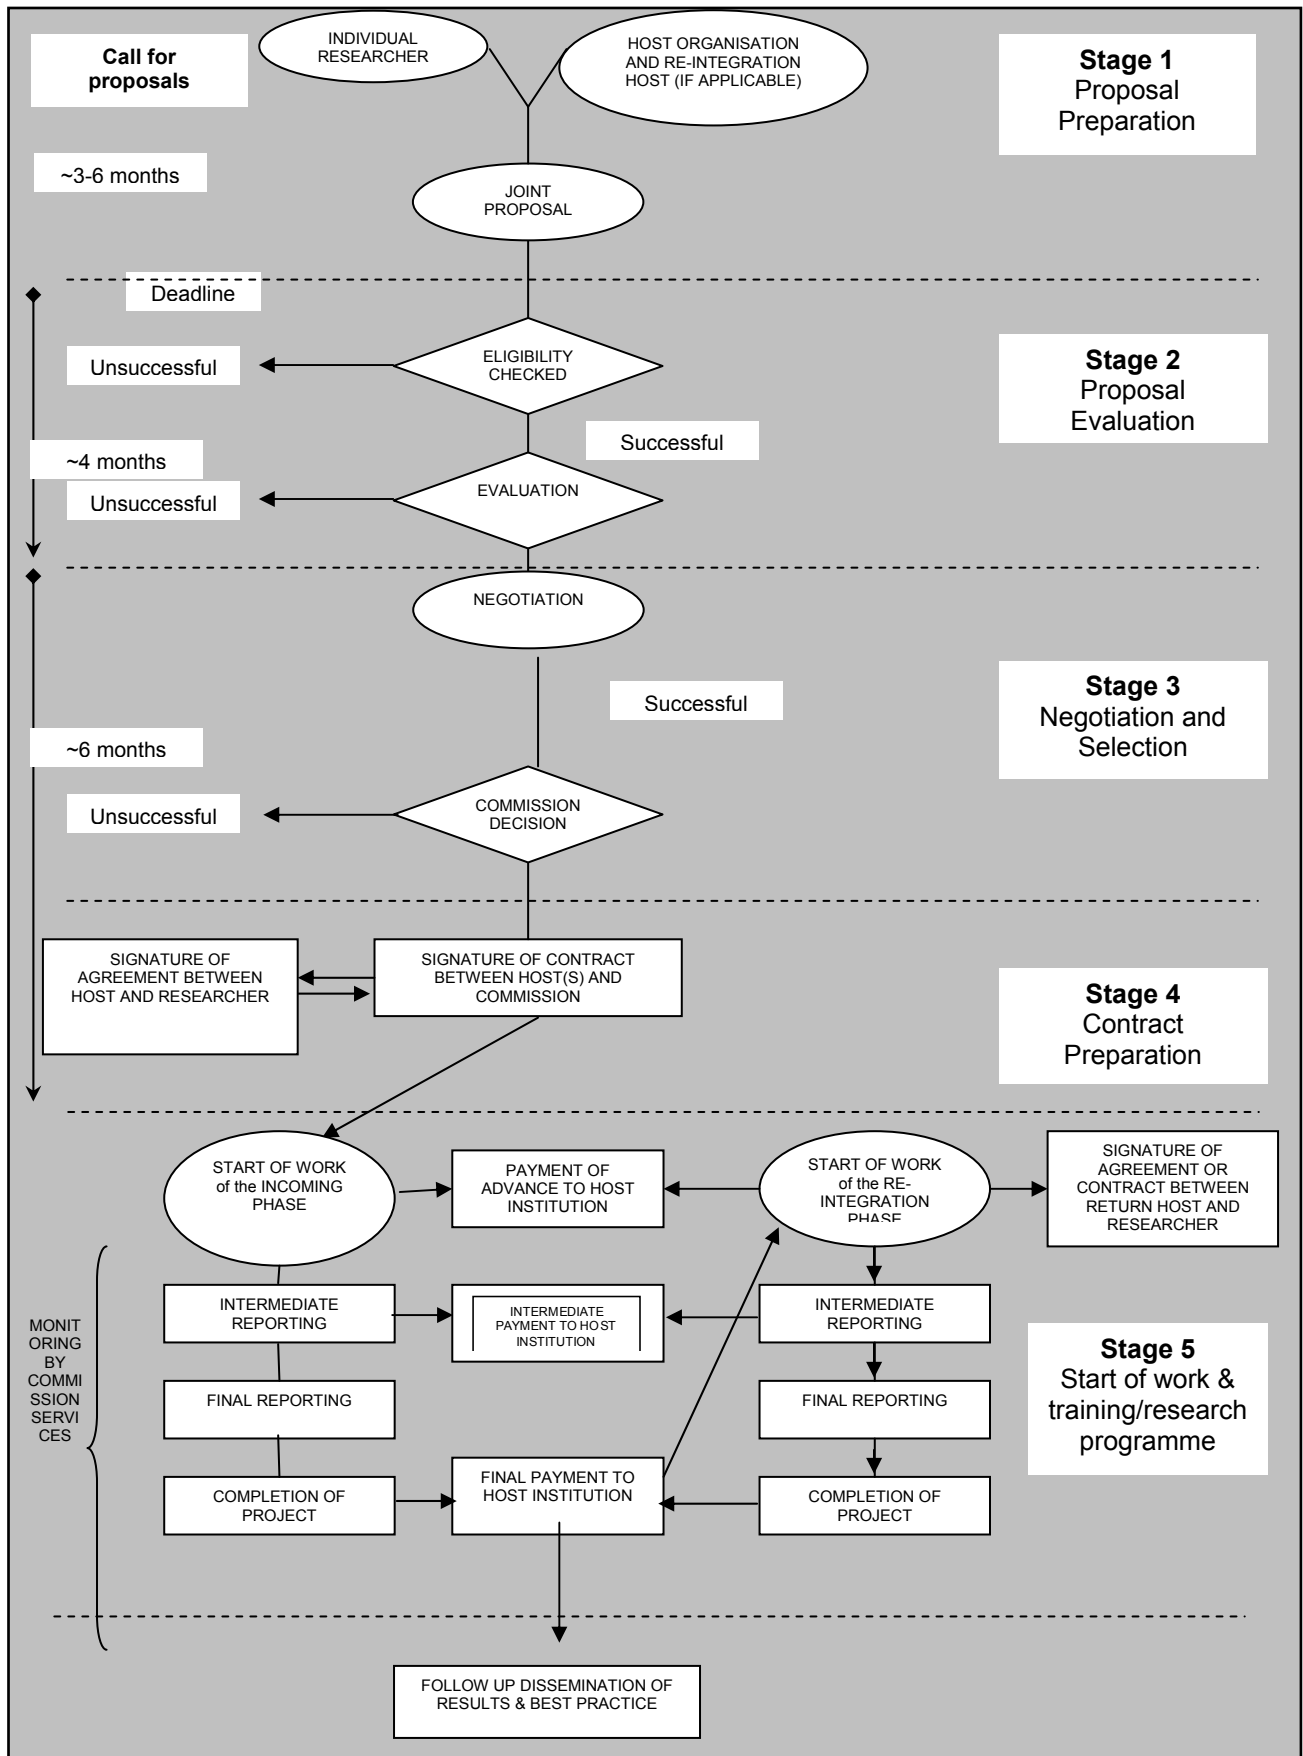 Call for
proposals
INDIVIDUAL
RESEARCHER
HOST ORGANISATION
AND RE-INTEGRATION
HOST (IF APPLICABLE)
Stage 1
Proposal
Preparation
~3-6 months
JOINT
PROPOSAL
Deadline
Unsuccessful
ELIGIBILITY
CHECKED
Stage 2
Proposal
Evaluation
Successful
~4 months
Unsuccessful
EVALUATION
NEGOTIATION
Successful
Stage 3
Negotiation and
Selection
~6 months
Unsuccessful
COMMISSION
DECISION
SIGNATURE OF
AGREEMENT BETWEEN
HOST AND RESEARCHER
SIGNATURE OF CONTRACT
BETWEEN HOST(S) AND
COMMISSION
Stage 4
Contract
Preparation
START OF WORK
of the INCOMING
PHASE
PAYMENT OF
ADVANCE TO HOST
INSTITUTION
START OF WORK
of the RE-
INTEGRATION
PHASE
SIGNATURE OF
AGREEMENT OR
CONTRACT BETWEEN
RETURN HOST AND
RESEARCHER
MONIT
ORING
BY
COMMI
SSION
SERVI
CES
INTERMEDIATE
REPORTING
INTERMEDIATE
PAYMENT TO HOST
INSTITUTION
INTERMEDIATE
REPORTING
Stage 5
Start of work &
training/research
programme
FINAL REPORTING
FINAL REPORTING
COMPLETION OF
PROJECT
FINAL PAYMENT TO
HOST INSTITUTION
COMPLETION OF
PROJECT
FOLLOW UP DISSEMINATION OF
RESULTS & BEST PRACTICE